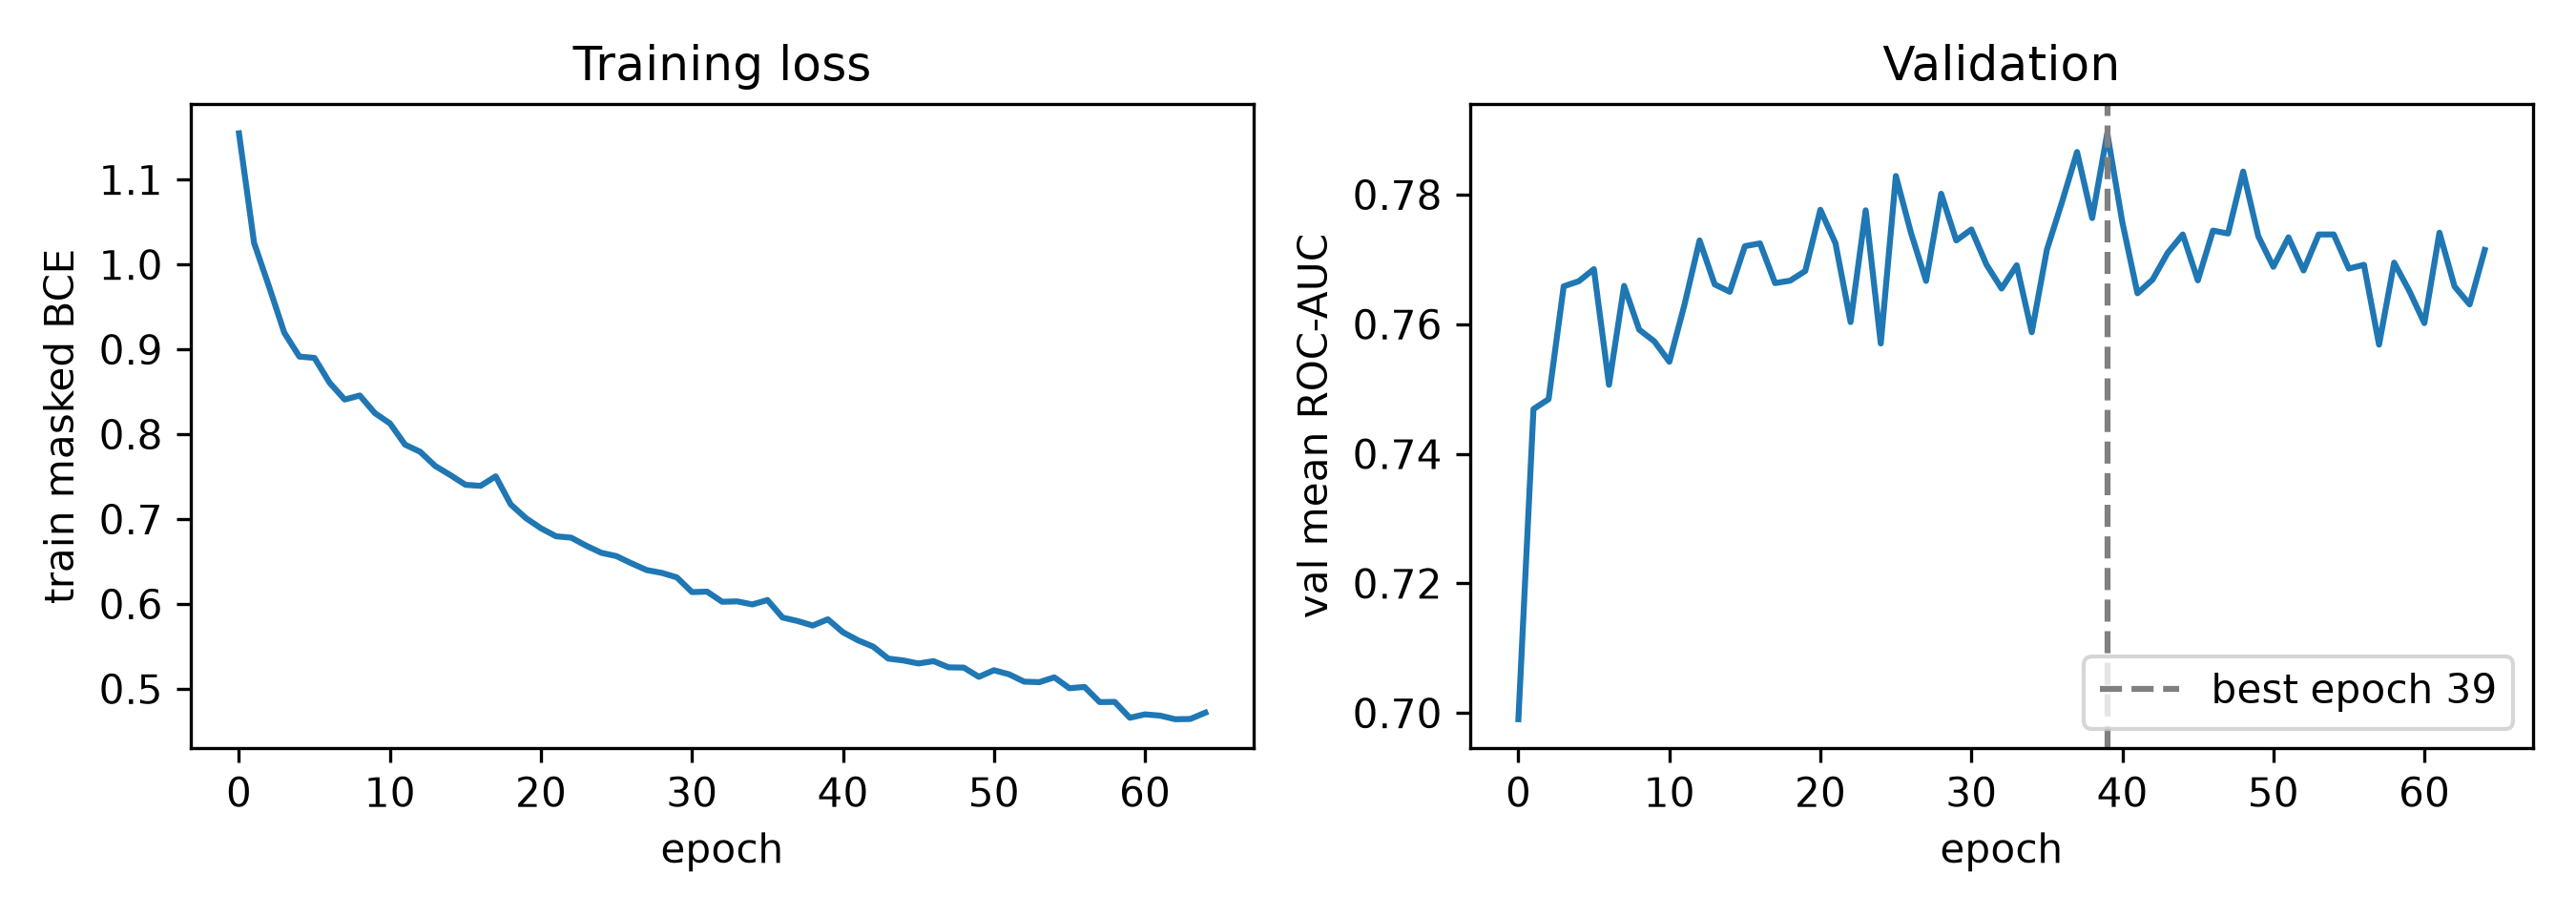 Training loss
train masked BCE
1.1
1.0
0.9
0.8
0.7
0.6
0.5
0 10 20 30 40 50 60
epoch
Validation
val mean ROC-AUC
0.78
0.76
0.74
0.72
0.70
best epoch 39
0 10 20 30 40 50 60
epoch